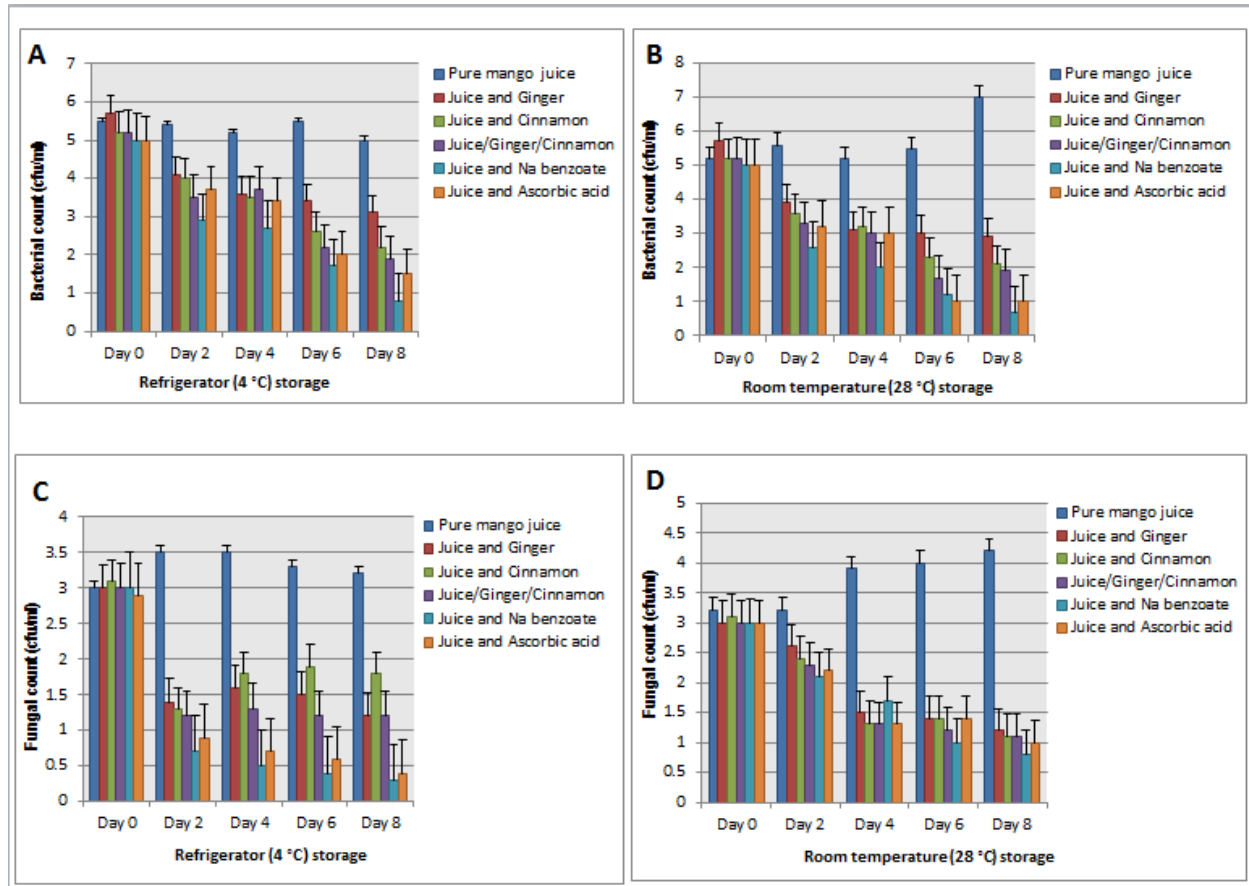 A
7
6
5
4
3
2
1
0
Bacterial count (cfu/ml)
Day 0 Day 2 Day 4 Day 6 Day 8
Refrigerator (4 °C) storage
Pure mango juice
Juice and Ginger
Juice and Cinnamon
Juice/Ginger/Cinnamon
Juice and Na benzoate
Juice and Ascorbic acid
B
8
7
6
5
4
3
2
1
0
Bacterial count (cfu/ml)
Day 0 Day 2 Day 4 Day 6 Day 8
Room temperature (28 °C) storage
Pure mango juice
Juice and Ginger
Juice and Cinnamon
Juice/Ginger/Cinnamon
Juice and Na benzoate
Juice and Ascorbic acid
C
4
3.5
3
2.5
2
1.5
1
0.5
0
Fungal count (cfu/ml)
Day 0 Day 2 Day 4 Day 6 Day 8
Refrigerator (4 °C) storage
Pure mango juice
Juice and Ginger
Juice and Cinnamon
Juice/Ginger/Cinnamon
Juice and Na benzoate
Juice and Ascorbic acid
D
5
4.5
4
3.5
3
2.5
2
1.5
1
0.5
0
Fungal count (cfu/ml)
Day 0 Day 2 Day 4 Day 6 Day 8
Room temperature (28 °C) storage
Pure mango juice
Juice and Ginger
Juice and Cinnamon
Juice/Ginger/Cinnamon
Juice and Na benzoate
Juice and Ascorbic acid